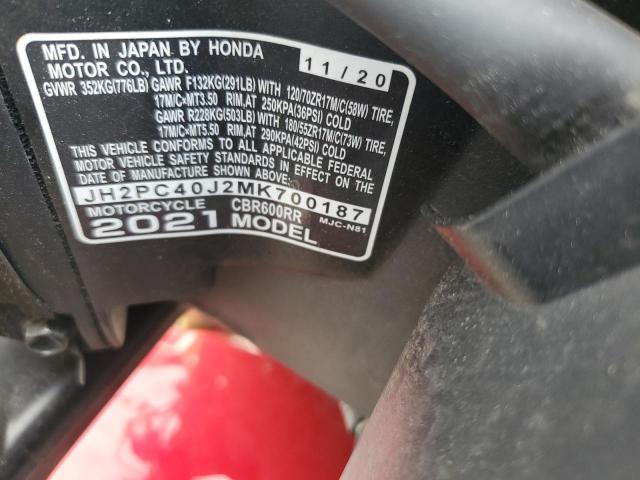 MFD. IN JAPAN BY HONDA MOTOR CO., LTD. 11/20
GVWR 352KG(776LB) GAWR F132KG(291LB) WITH 120/70ZR17M/C(58W) TIRE,
17M/C×MT3.50 RIM, AT 250KPA(36PSI) COLD
GAWR R228KG(503LB) WITH 180/55ZR17M/C(73W) TIRE,
17M/C×MT5.50 RIM, AT 290KPA(42PSI) COLD
THIS VEHICLE CONFORMS TO ALL APPLICABLE FEDERAL
MOTOR VEHICLE SAFETY STANDARDS IN EFFECT ON THE
DATE OF MANUFACTURE SHOWN ABOVE.
JH2PC40J2MK700187
MOTORCYCLE CBR600RR MJC-N81
2021 MODEL